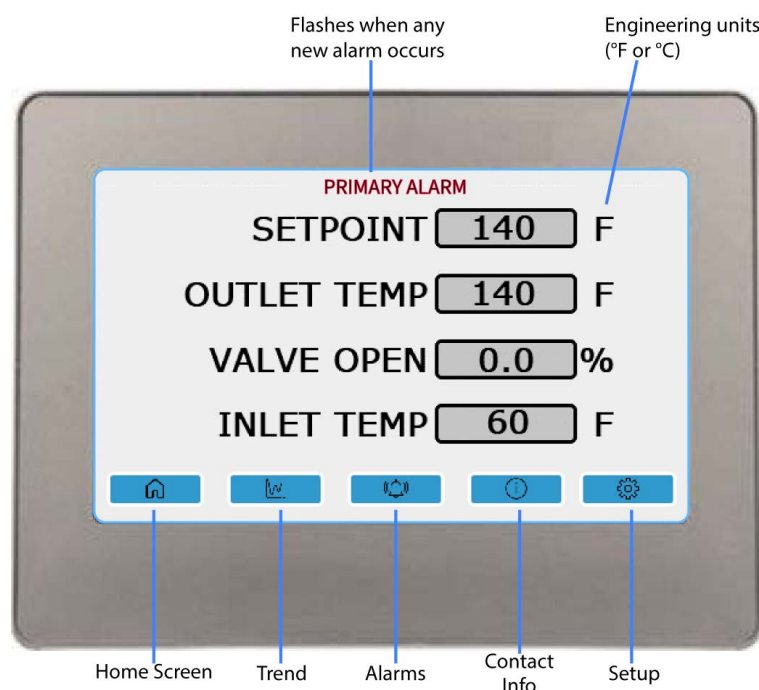 Flashes when any
new alarm occurs
Engineering units
(°F or °C)
PRIMARY ALARM
SETPOINT 140 F
OUTLET TEMP 140 F
VALVE OPEN 0.0 %
INLET TEMP 60 F
Home Screen
Trend
Alarms
Contact
Info
Setup